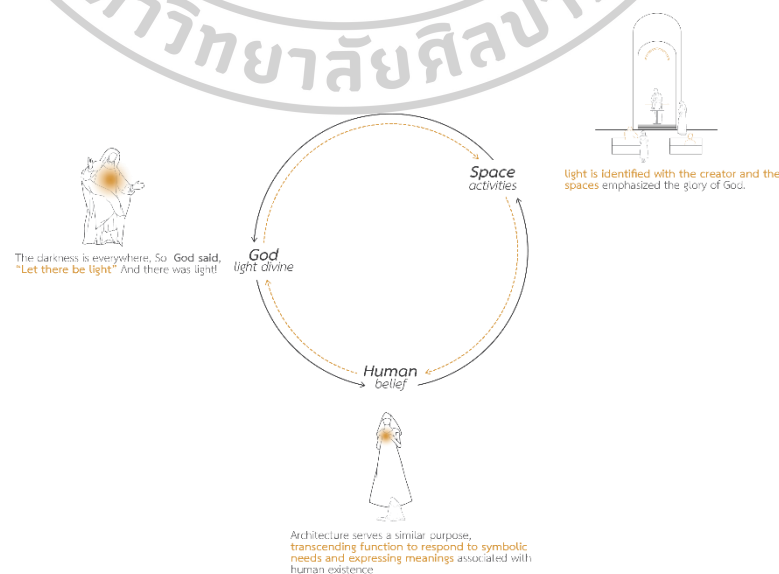 มหาวิทยาลัยศิลปากร
Space
activities
light is identified with the creator and the
spaces emphasized the glory of God.
The darkness is everywhere, So God said,
“Let there be light” And there was light!
God
light divine
Human
belief
Architecture serves a similar purpose,
transcending function to respond to symbolic
needs and expressing meanings associated with
human existence